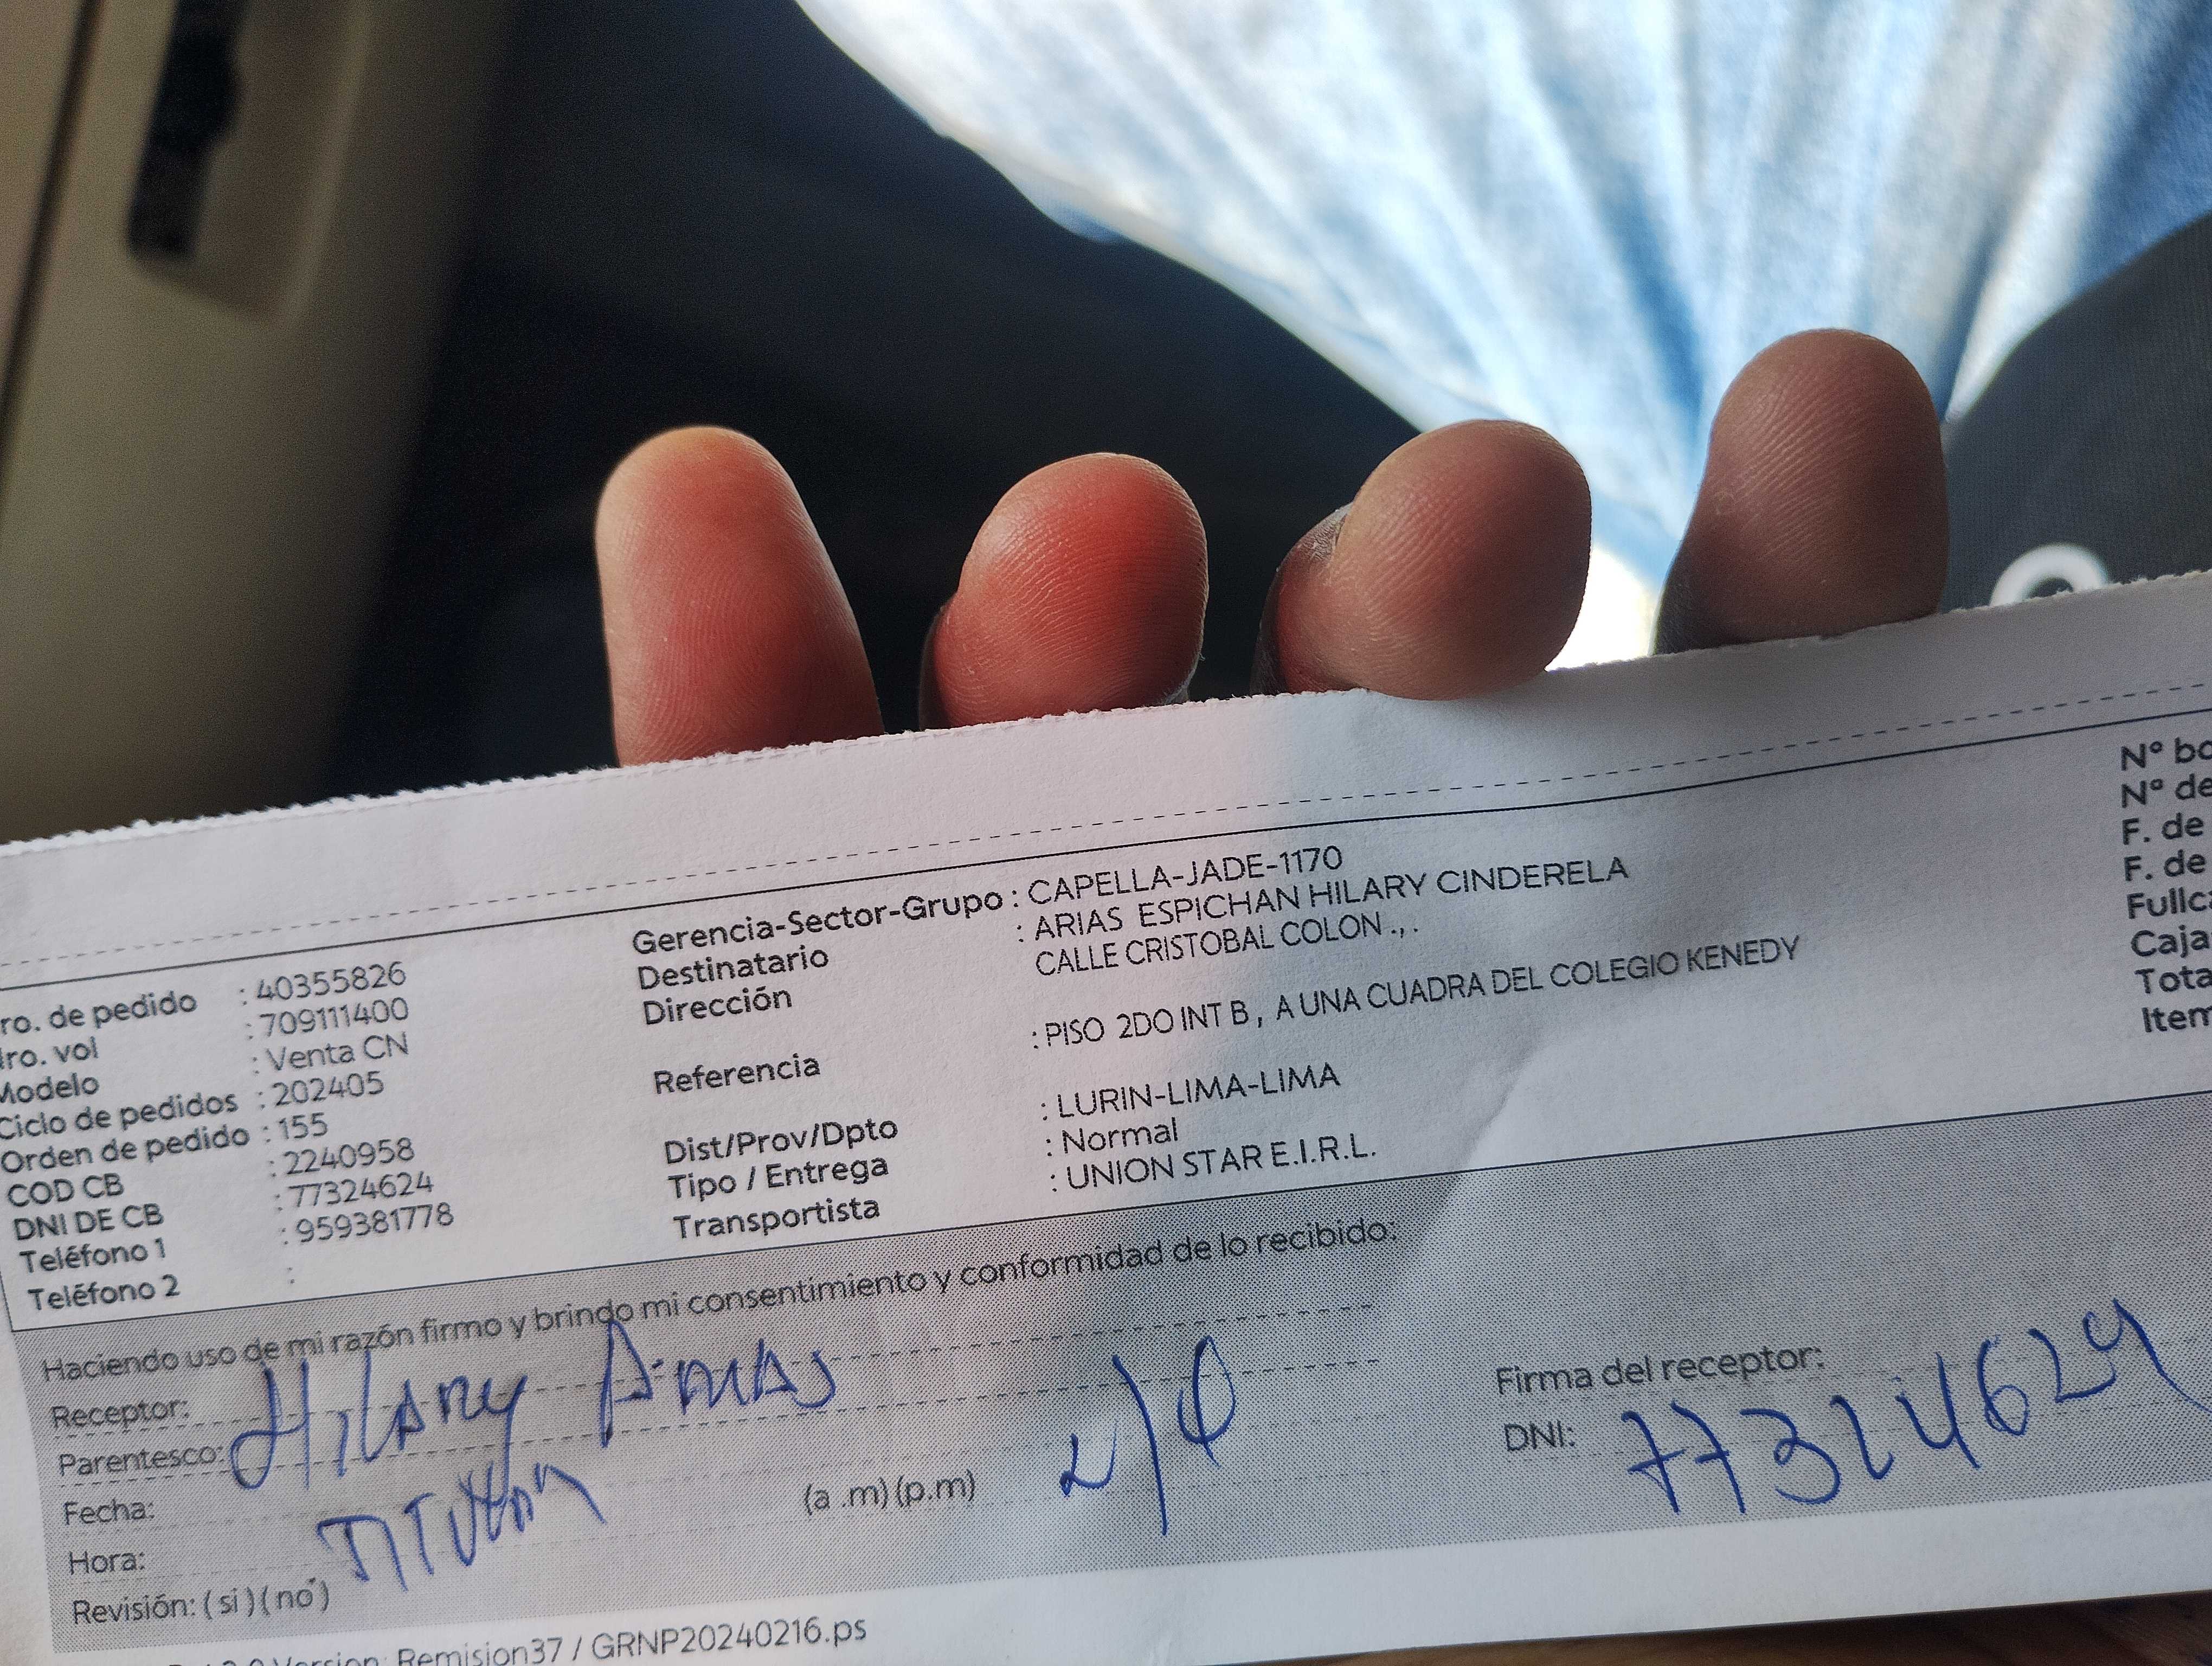 Gerencia-Sector-Grupo : CAPELLA-JADE-1170
Destinatario : ARIAS ESPICHAN HILARY CINDERELA
Dirección CALLE CRISTOBAL COLON ., .
Referencia : PISO 2DO INT B , A UNA CUADRA DEL COLEGIO KENEDY
Dist/Prov/Dpto : LURIN-LIMA-LIMA
Tipo / Entrega : Normal
Transportista : UNION STAR E.I.R.L.
ro. de pedido : 40355826
ro. vol : 709111400
Modelo : Venta CN
Ciclo de pedidos : 202405
Orden de pedido : 155
COD CB : 2240958
DNI DE CB : 77324624
Teléfono 1 : 959381778
Teléfono 2 :
N° bo
N° de
F. de
F. de
Fullca
Caja
Tota
Item
Haciendo uso de mi razón firmo y brindo mi consentimiento y conformidad de lo recibido:
Receptor: Hilary Arias
Parentesco:
Fecha:
Hora: (a .m) (p.m)
Revisión: ( si ) ( no )
Firma del receptor:
DNI: 77324624
Version: Remision37 / GRNP20240216.ps